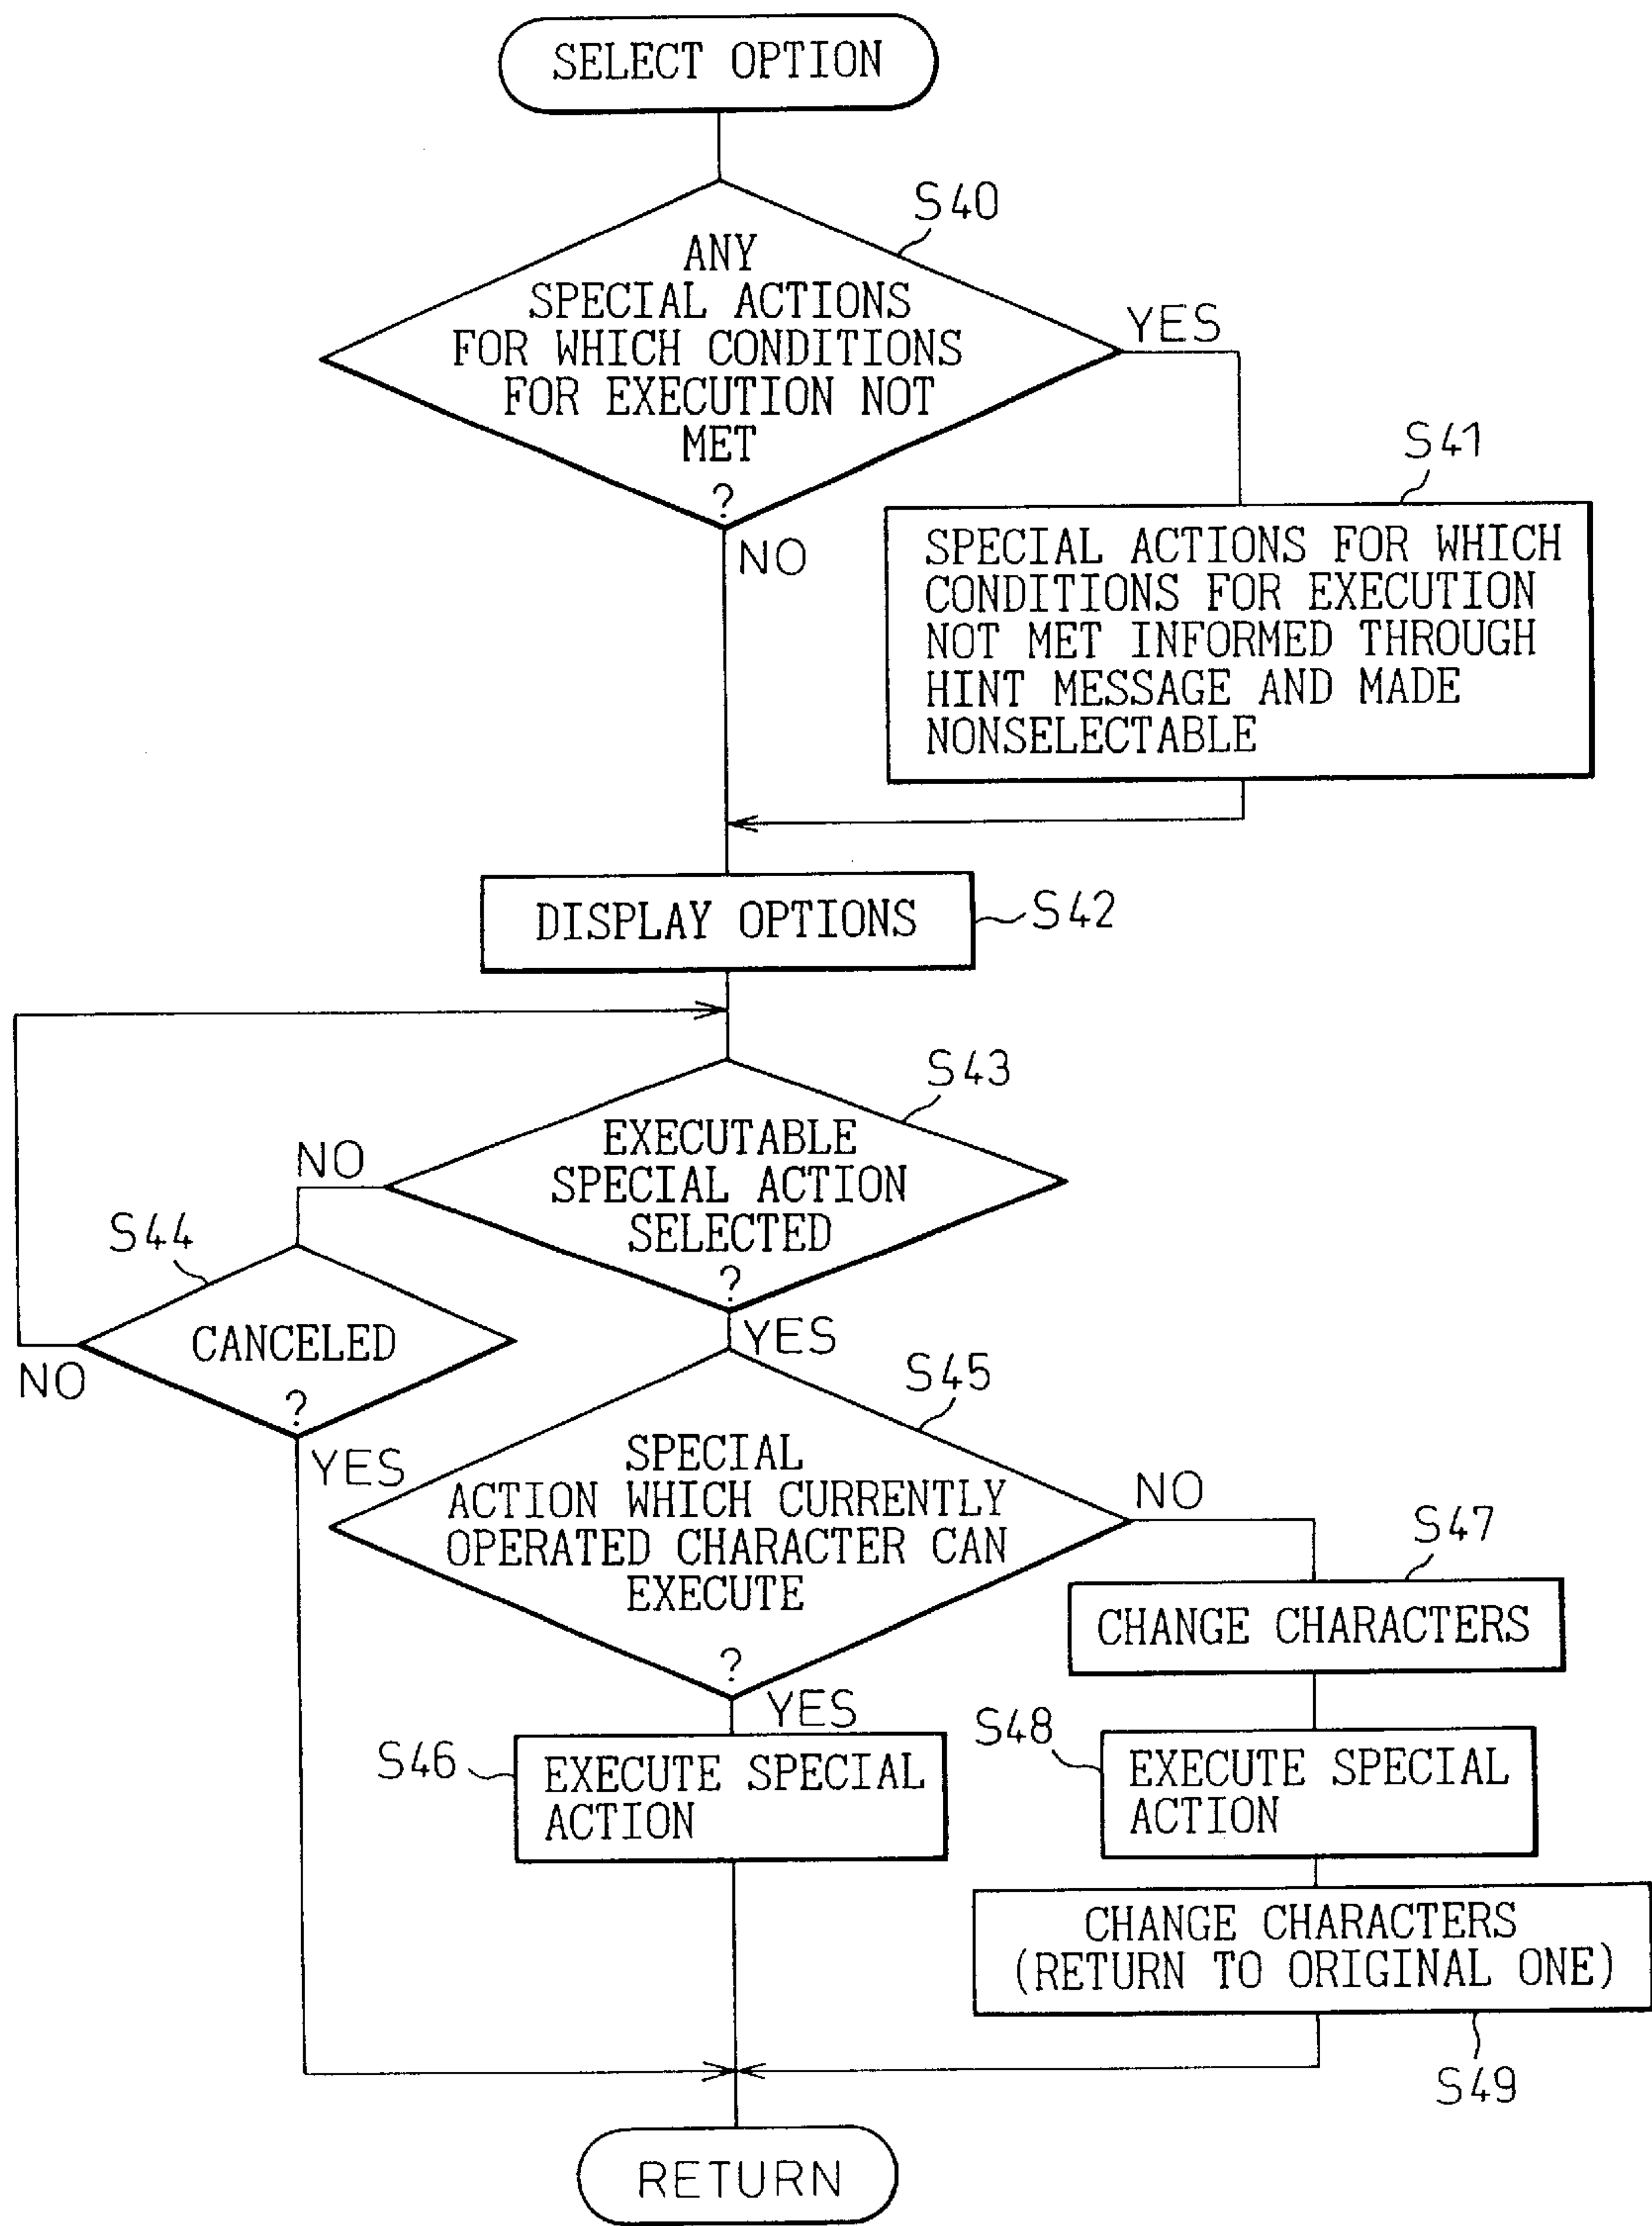 SELECT OPTION
S40
ANY
SPECIAL ACTIONS
FOR WHICH CONDITIONS
FOR EXECUTION NOT
MET
?
YES
NO
S41
SPECIAL ACTIONS FOR WHICH
CONDITIONS FOR EXECUTION
NOT MET INFORMED THROUGH
HINT MESSAGE AND MADE
NONSELECTABLE
DISPLAY OPTIONS
S42
S43
EXECUTABLE
SPECIAL ACTION
SELECTED
?
NO
YES
S44
CANCELED
?
NO
YES
S45
SPECIAL
ACTION WHICH CURRENTLY
OPERATED CHARACTER CAN
EXECUTE
?
NO
YES
S46
EXECUTE SPECIAL
ACTION
S47
CHANGE CHARACTERS
S48
EXECUTE SPECIAL
ACTION
CHANGE CHARACTERS
(RETURN TO ORIGINAL ONE)
S49
RETURN